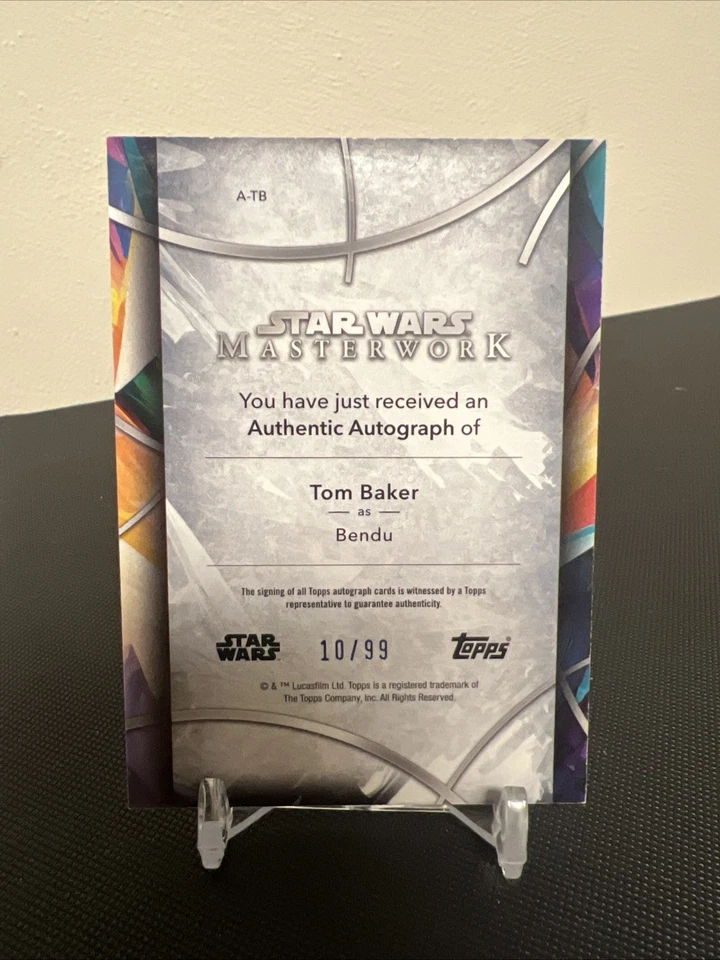 A-TB
STAR WARS
MASTERWORK
You have just received an
Authentic Autograph of
Tom Baker
as
Bendu
The signing of all Topps autograph cards is witnessed by a Topps
representative to guarantee authenticity.
STAR
WARS
10/99
Topps®
© & ™ Lucasfilm Ltd. Topps is a registered trademark of
The Topps Company, Inc. All Rights Reserved.